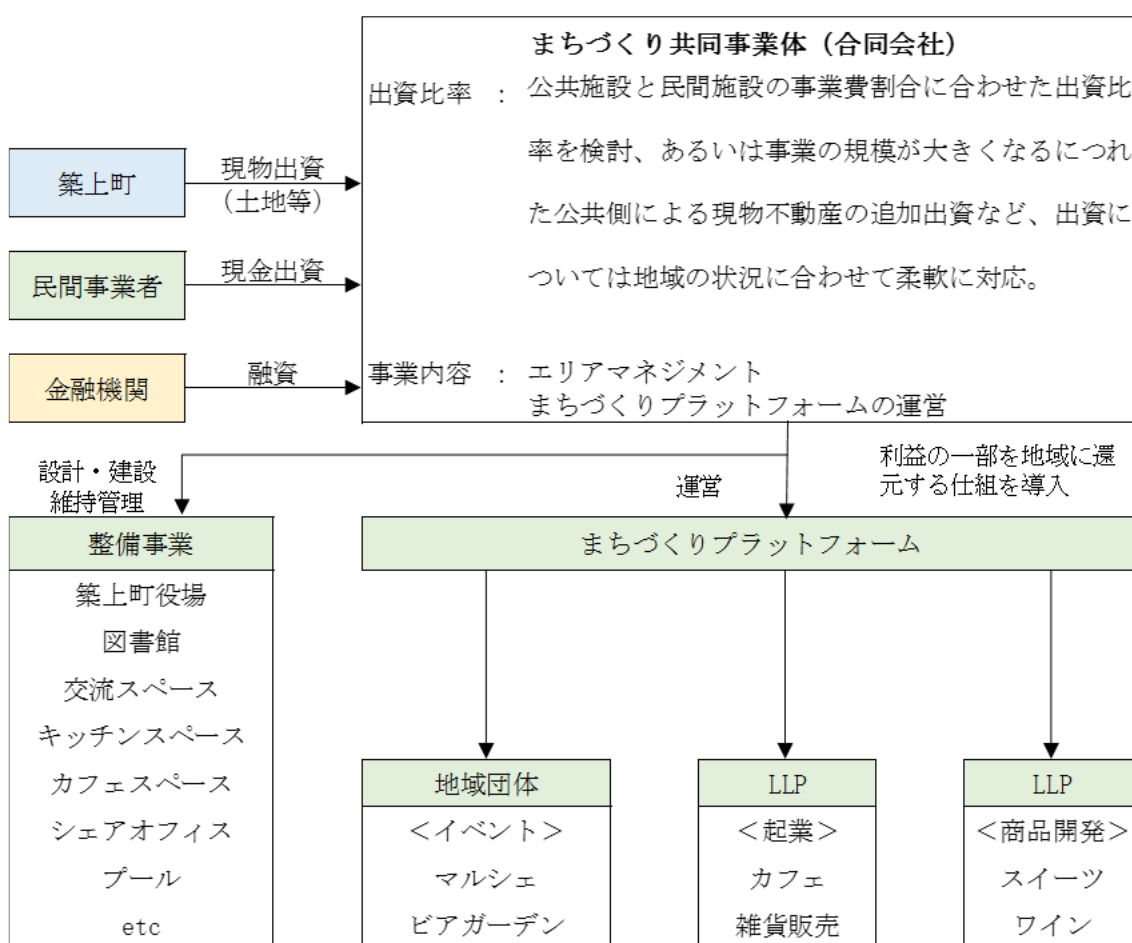 まちづくり共同事業体（合同会社）
出資比率 ： 公共施設と民間施設の事業費割合に合わせた出資比
率を検討、あるいは事業の規模が大きくなるにつれ
た公共側による現物不動産の追加出資など、出資に
ついては地域の状況に合わせて柔軟に対応。
事業内容 ： エリアマネジメント
まちづくりプラットフォームの運営
築上町
現物出資
（土地等）
民間事業者
現金出資
金融機関
融資
設計・建設
維持管理
運営
利益の一部を地域に還
元する仕組を導入
整備事業
築上町役場
図書館
交流スペース
キッチンスペース
カフェスペース
シェアオフィス
プール
etc
まちづくりプラットフォーム
地域団体
＜イベント＞
マルシェ
ビアガーデン
LLP
＜起業＞
カフェ
雑貨販売
LLP
＜商品開発＞
スイーツ
ワイン